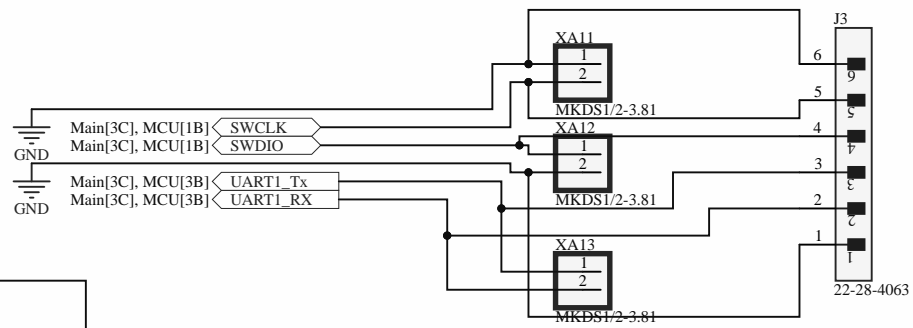 J3
XA11
1
2
MKDS1/2-3.81
6
6
5
5
Main[3C], MCU[1B] SWCLK
Main[3C], MCU[1B] SWDIO
GND
XA12
1
2
MKDS1/2-3.81
4
4
3
3
Main[3C], MCU[3B] UART1_Tx
Main[3C], MCU[3B] UART1_RX
GND
2
2
XA13
1
2
MKDS1/2-3.81
1
1
22-28-4063